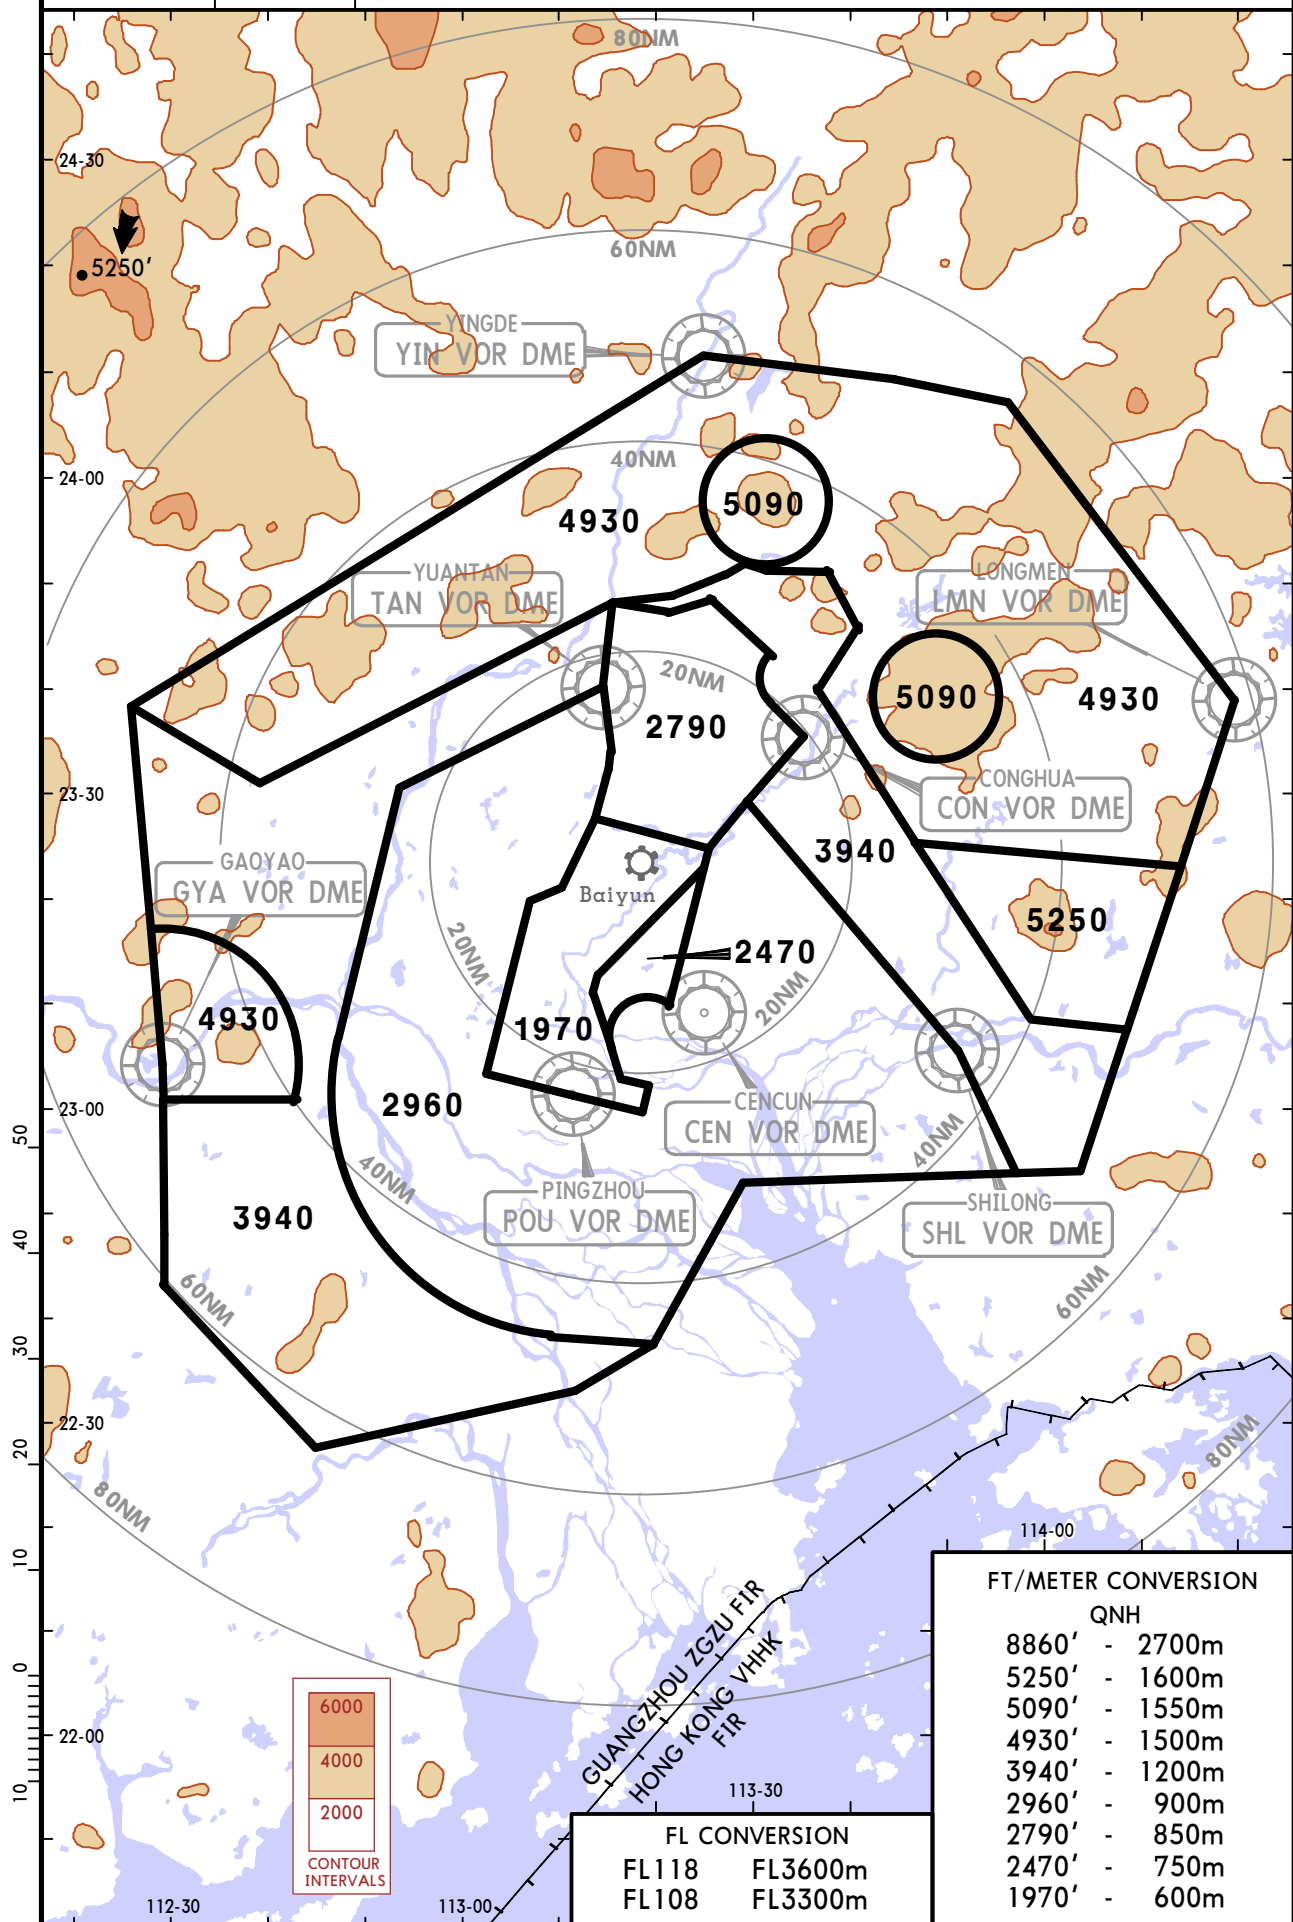 80NM
24-30
60NM
5250'
YINGDE
YIN VOR DME
40NM
24-00
5090
4930
YUANTAN
TAN VOR DME
LONGMEN
LMN VOR DME
20NM
5090
4930
2790
CONGHUA
CON VOR DME
23-30
3940
GAOYAO
GYA VOR DME
Baiyun
5250
20NM
2470
20NM
4930
1970
23-00
2960
CENCUN
CEN VOR DME
40NM
50
40NM
PINGZHOU
POU VOR DME
SHILONG
SHL VOR DME
3940
40
60NM
60NM
30
22-30
20
80NM
80NM
114-00
10
GUANGZHOU ZGZU FIR
HONG KONG VHHK
FIR
0
22-00
10
6000
4000
2000
CONTOUR
INTERVALS
113-30
112-30
113-00
FL CONVERSION
FL118 FL3600m
FL108 FL3300m
FT/METER CONVERSION
QNH
8860' - 2700m
5250' - 1600m
5090' - 1550m
4930' - 1500m
3940' - 1200m
2960' - 900m
2790' - 850m
2470' - 750m
1970' - 600m